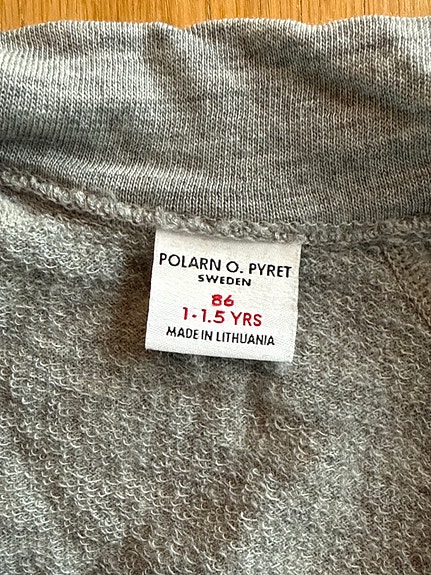 POLARN O. PYRET
SWEDEN
86
1-1.5 YRS
MADE IN LITHUANIA